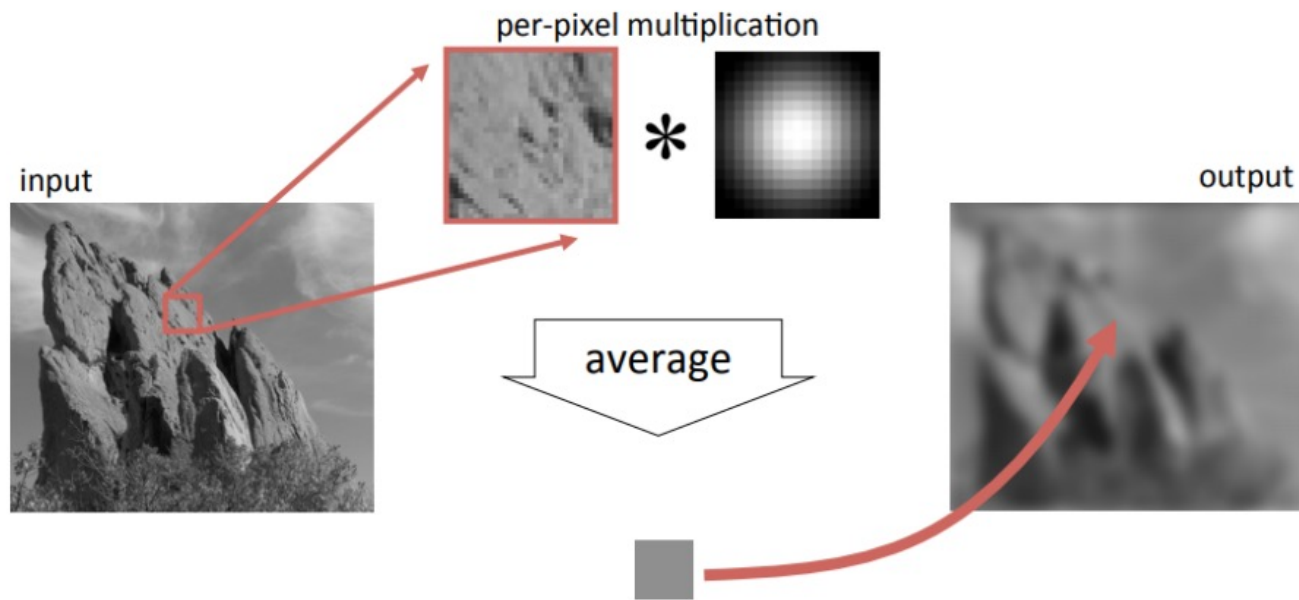 per-pixel multiplication
*
input
output
average